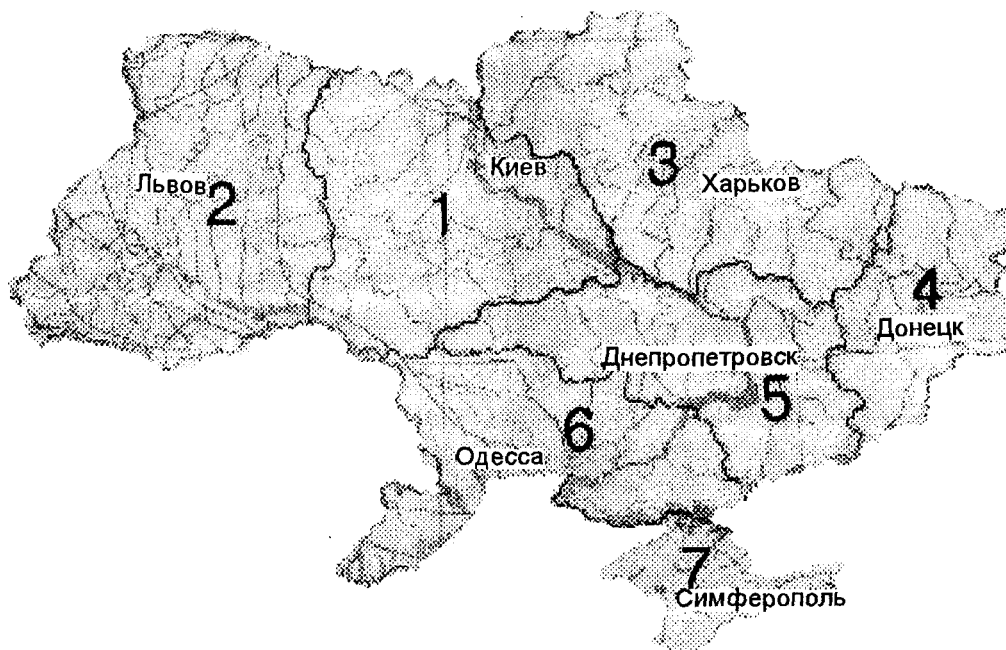 Киев
3
Харьков
Львов
2
1
4
Донецк
Днепропетровск
5
6
Одесса
7
Симферополь